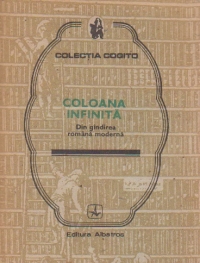 COLECȚIA COGITO
COLOANA
INFINITĂ
Din gîndirea
română modernă
Editura Albatros